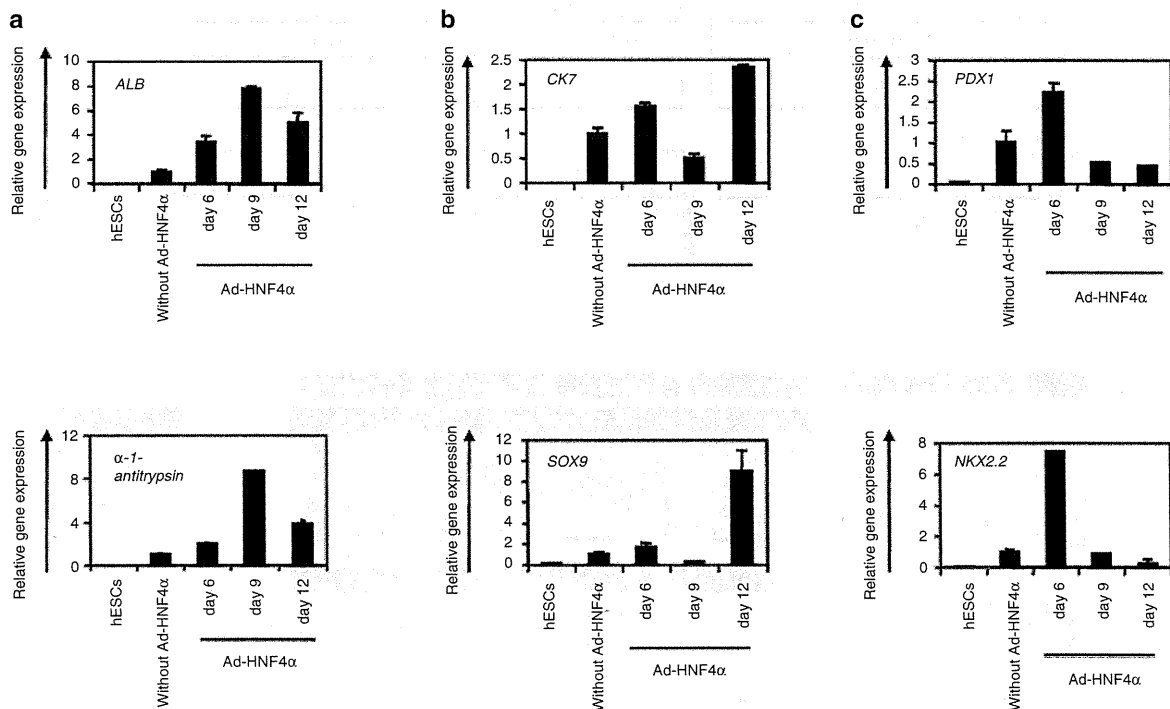 a
Relative gene expression
ALB
10
8
6
4
2
0
hESCs
Without Ad-HNF4α
day 6
day 9
day 12
Ad-HNF4α
b
Relative gene expression
CK7
2.5
2
1.5
1
0.5
0
hESCs
Without Ad-HNF4α
day 6
day 9
day 12
Ad-HNF4α
c
Relative gene expression
PDX1
3
2.5
2
1.5
1
0.5
0
hESCs
Without Ad-HNF4α
day 6
day 9
day 12
Ad-HNF4α
Relative gene expression
α-1-
antitrypsin
12
8
4
0
hESCs
Without Ad-HNF4α
day 6
day 9
day 12
Ad-HNF4α
Relative gene expression
SOX9
12
10
8
6
4
2
0
hESCs
Without Ad-HNF4α
day 6
day 9
day 12
Ad-HNF4α
Relative gene expression
NKX2.2
8
6
4
2
0
hESCs
Without Ad-HNF4α
day 6
day 9
day 12
Ad-HNF4α